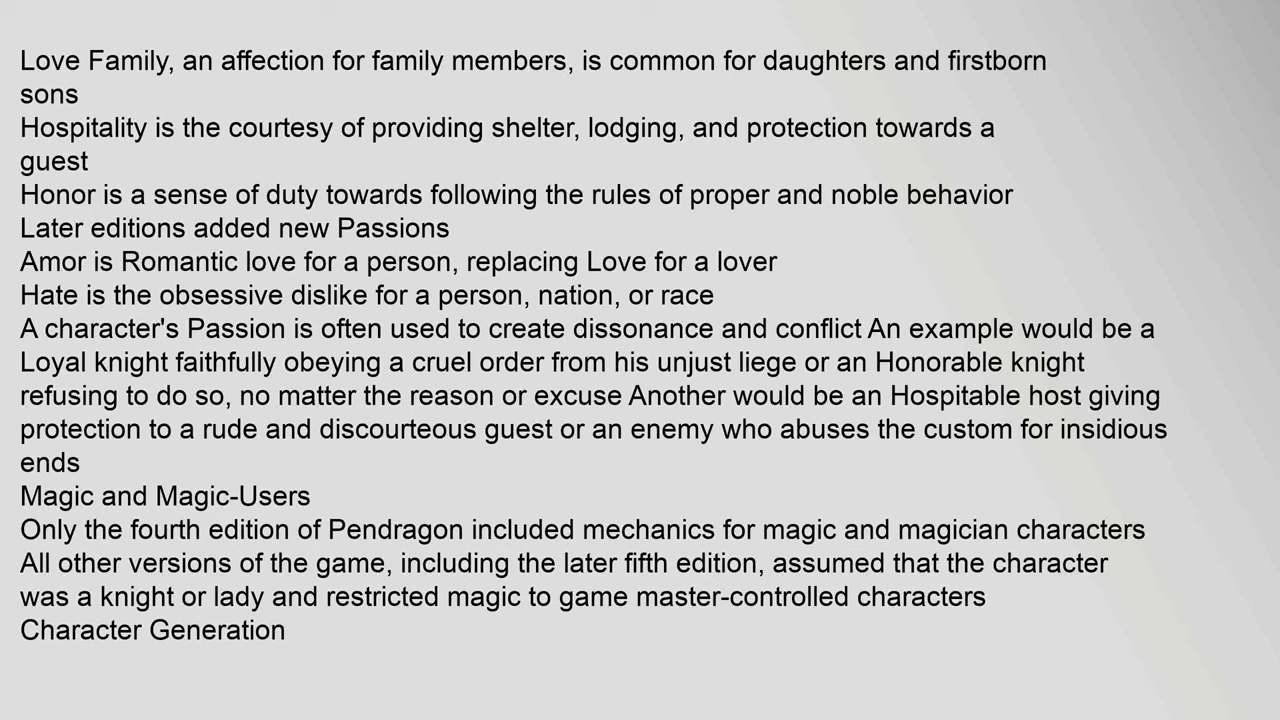 Love Family, an affection for family members, is common for daughters and firstborn
sons
Hospitality is the courtesy of providing shelter, lodging, and protection towards a
guest
Honor is a sense of duty towards following the rules of proper and noble behavior
Later editions added new Passions
Amor is Romantic love for a person, replacing Love for a lover
Hate is the obsessive dislike for a person, nation, or race
A character's Passion is often used to create dissonance and conflict An example would be a
Loyal knight faithfully obeying a cruel order from his unjust liege or an Honorable knight
refusing to do so, no matter the reason or excuse Another would be an Hospitable host giving
protection to a rude and discourteous guest or an enemy who abuses the custom for insidious
ends
Magic and Magic-Users
Only the fourth edition of Pendragon included mechanics for magic and magician characters
All other versions of the game, including the later fifth edition, assumed that the character
was a knight or lady and restricted magic to game master-controlled characters
Character Generation